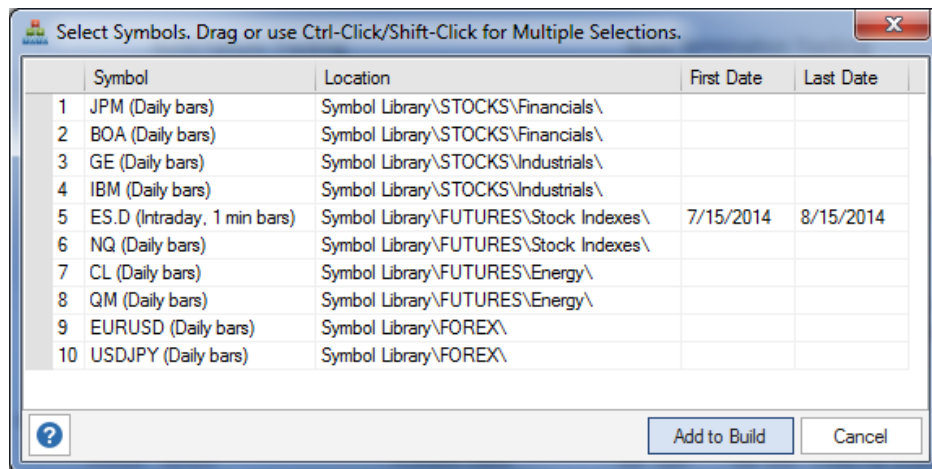 Select Symbols. Drag or use Ctrl-Click/Shift-Click for Multiple Selections.
Symbol Location First Date Last Date
1 JPM (Daily bars) Symbol Library\STOCKS\Financials\
2 BOA (Daily bars) Symbol Library\STOCKS\Financials\
3 GE (Daily bars) Symbol Library\STOCKS\Industrials\
4 IBM (Daily bars) Symbol Library\STOCKS\Industrials\
5 ES.D (Intraday, 1 min bars) Symbol Library\FUTURES\Stock Indexes\ 7/15/2014 8/15/2014
6 NQ (Daily bars) Symbol Library\FUTURES\Stock Indexes\
7 CL (Daily bars) Symbol Library\FUTURES\Energy\
8 QM (Daily bars) Symbol Library\FUTURES\Energy\
9 EURUSD (Daily bars) Symbol Library\FOREX\
10 USDJPY (Daily bars) Symbol Library\FOREX\
? Add to Build Cancel